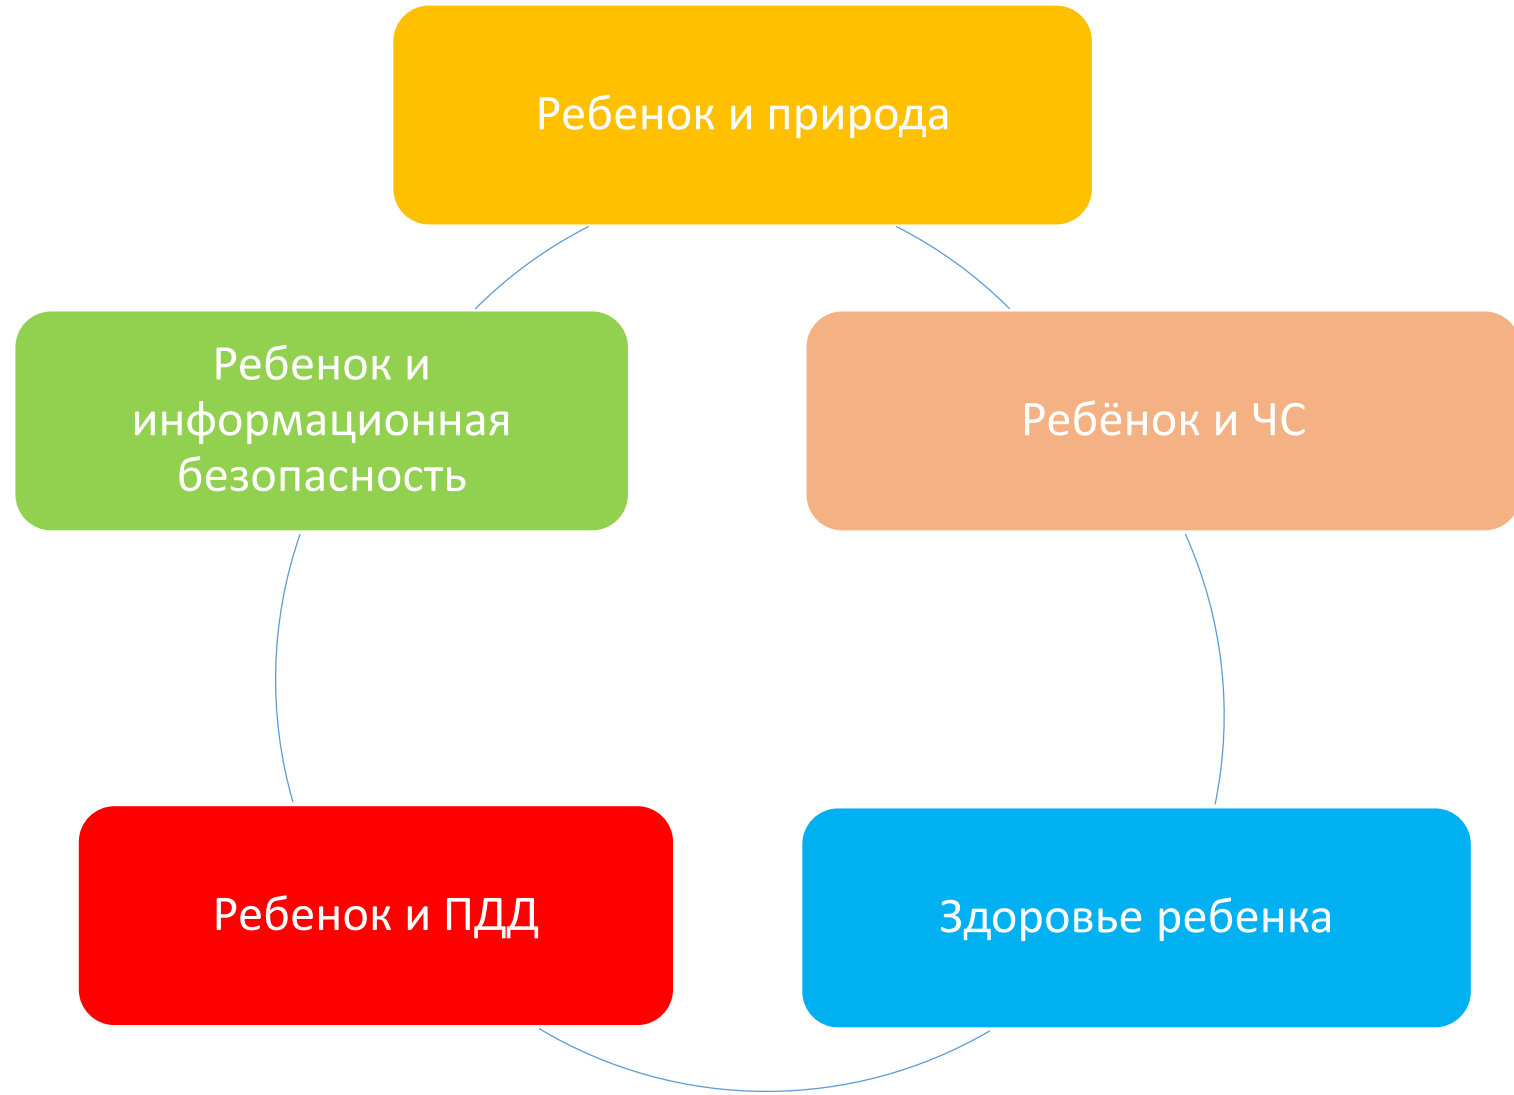 Ребенок и природа
Ребенок и
информационная
безопасность
Ребёнок и ЧС
Ребенок и ПДД
Здоровье ребенка